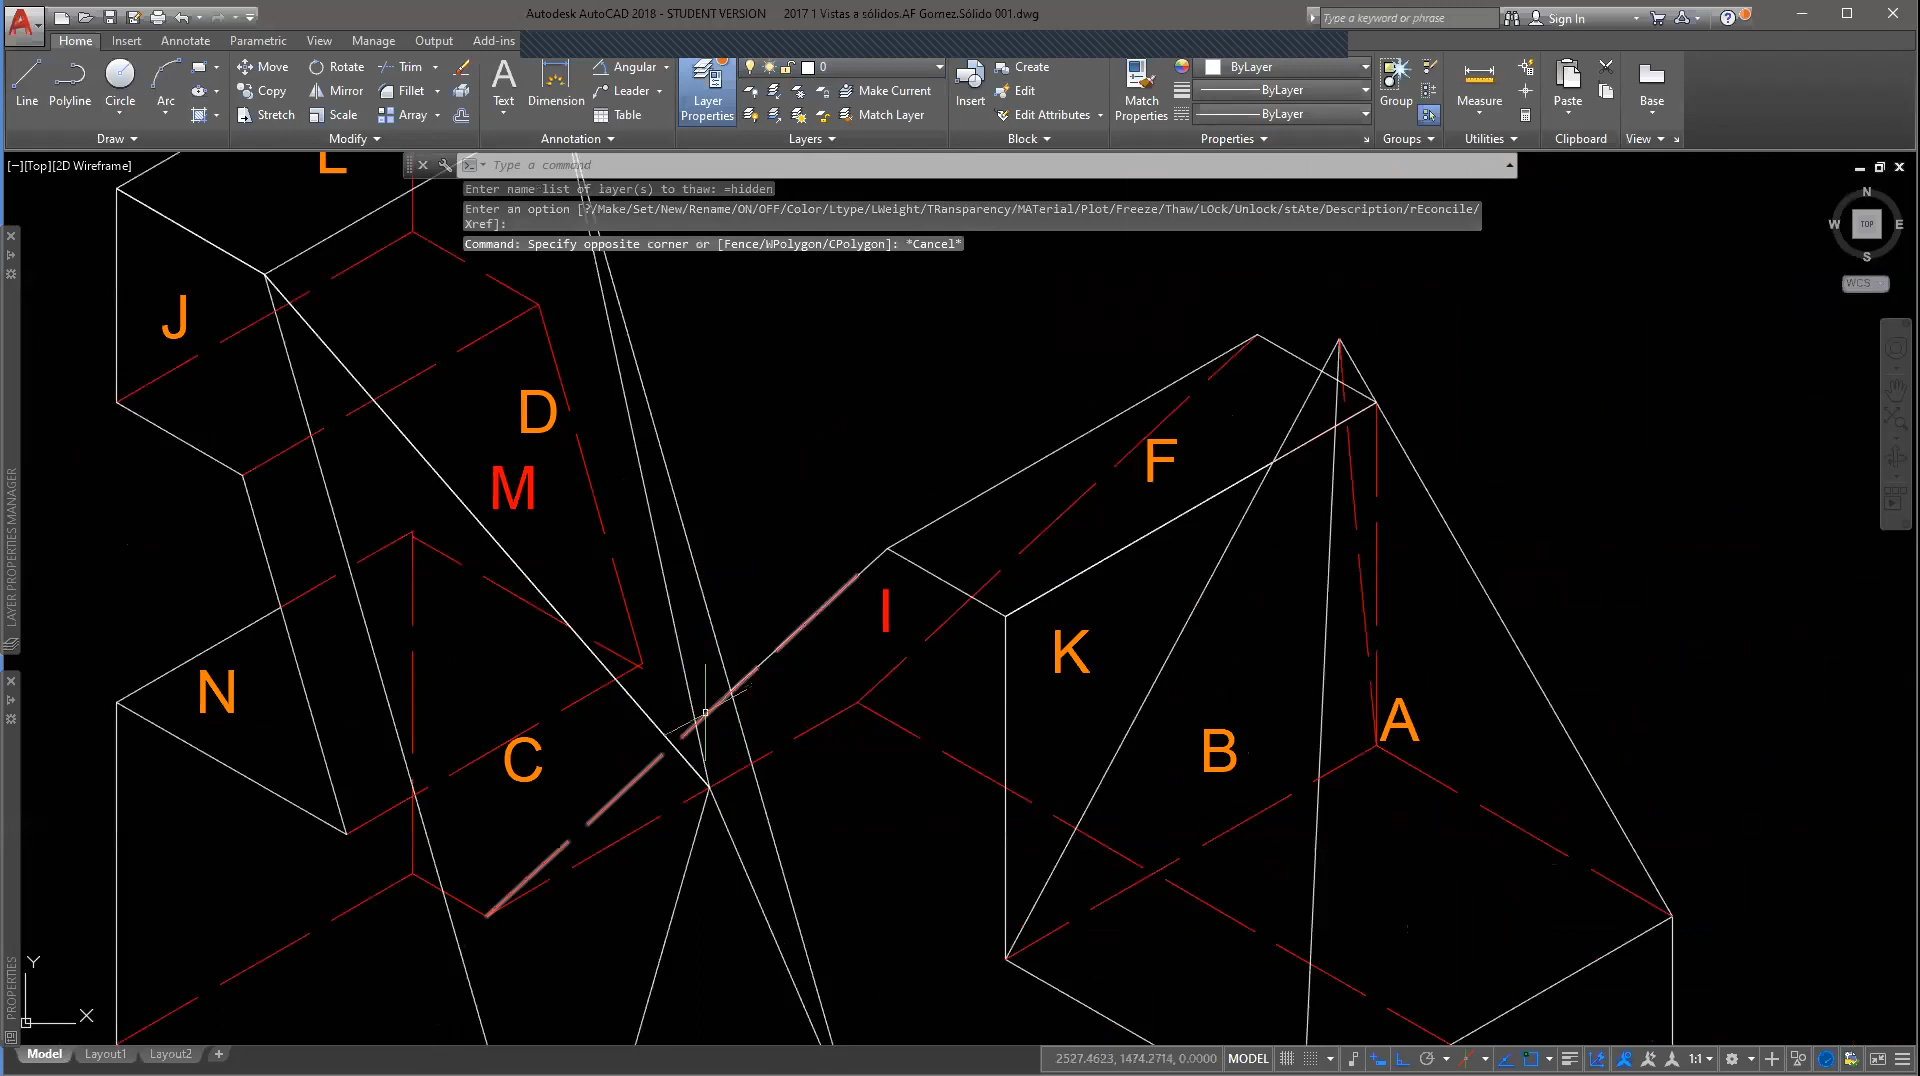 Autodesk AutoCAD 2018 - STUDENT VERSION 2017 1 Vistas a sólidos.AF Gomez.Sólido 001.dwg
Type a keyword or phrase
Sign In
Home Insert Annotate Parametric View Manage Output Add-ins
Line Polyline Circle Arc
Move Rotate Trim
Copy Mirror Fillet
Stretch Scale Array
Text Dimension
Angular
Leader
Table
Layer
Properties
0
Make Current
Match Layer
Insert
Create
Edit
Edit Attributes
Match
Properties
ByLayer
ByLayer
ByLayer
Group
Measure
Paste
Base
Draw Modify Annotation Layers Block Properties Groups Utilities Clipboard View
[−][Top][2D Wireframe]
Type a command
Enter name list of layer(s) to thaw: =hidden
Enter an option [?/Make/Set/New/Rename/ON/OFF/Color/Ltype/LWeight/TRansparency/MATerial/Plot/Freeze/Thaw/LOck/Unlock/stAte/Description/rEconcile/
Xref]:
Command: Specify opposite corner or [Fence/WPolygon/CPolygon]: *Cancel*
N
W TOP E
S
WCS
J
D
M
F
I
K
N
C
B
A
LAYER PROPERTIES MANAGER
PROPERTIES
Y
X
Model Layout1 Layout2 +
2527.4623, 1474.2714, 0.0000 MODEL 1:1